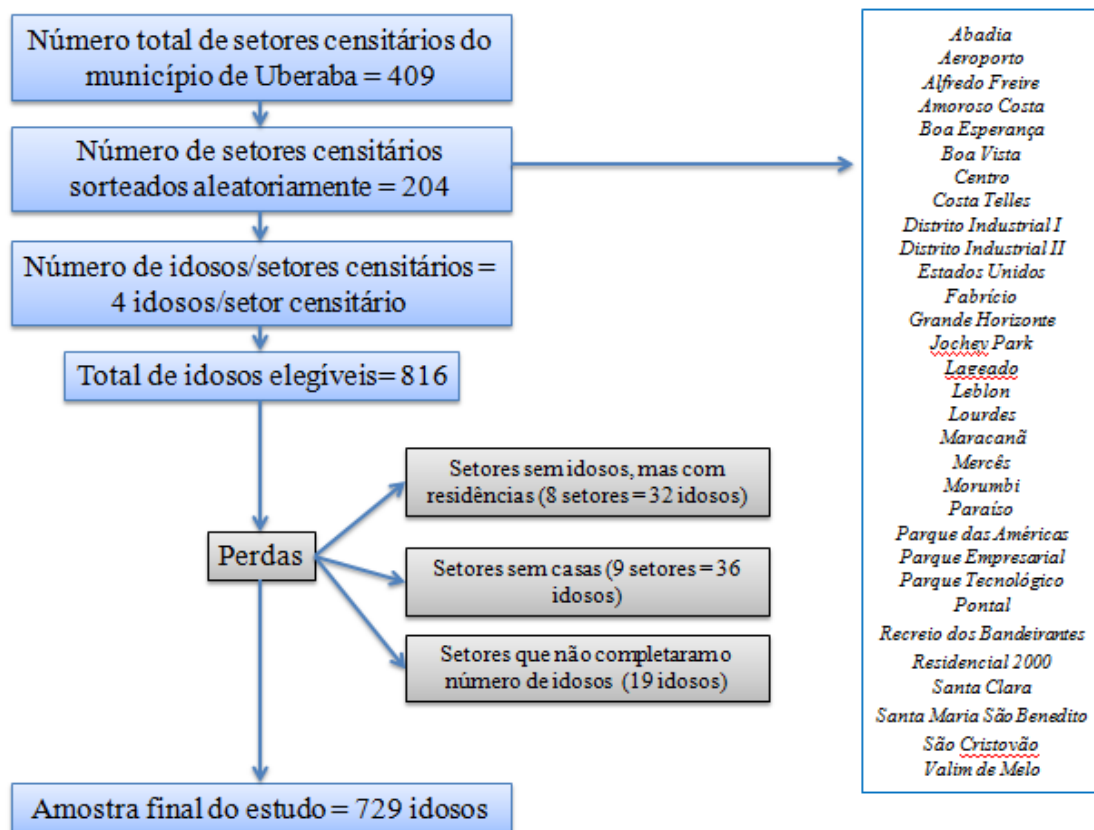 Número total de setores censitários do
município de Uberaba = 409
Número de setores censitários
sorteados aleatoriamente = 204
Número de idosos/setores censitários =
4 idosos/setor censitário
Total de idosos elegíveis= 816
Perdas
Setores sem idosos, mas com
residências (8 setores = 32 idosos)
Setores sem casas (9 setores = 36
idosos)
Setores que não completaram o
número de idosos (19 idosos)
Amostra final do estudo = 729 idosos
Abadia
Aeroporto
Alfredo Freire
Amoroso Costa
Boa Esperança
Boa Vista
Centro
Costa Telles
Distrito Industrial I
Distrito Industrial II
Estados Unidos
Fabrício
Grande Horizonte
Jochey Park
Lageado
Leblon
Lourdes
Maracanã
Mercês
Morumbi
Paraíso
Parque das Américas
Parque Empresarial
Parque Tecnológico
Pontal
Recreio dos Bandeirantes
Residencial 2000
Santa Clara
Santa Maria São Benedito
São Cristovão
Valim de Melo